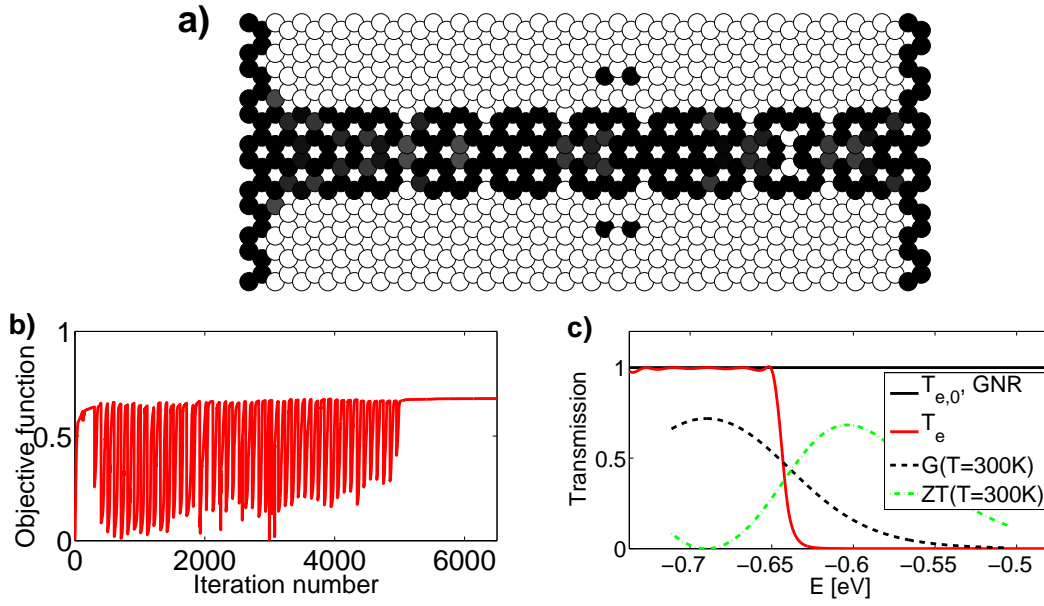 a)
b)
Objective function
1
0.5
0
0 2000 4000 6000
Iteration number
c)
Transmission
1
0.5
0
−0.7 −0.65 −0.6 −0.55 −0.5
E [eV]
T_{e,0}, GNR
T_e
G(T=300K)
ZT(T=300K)